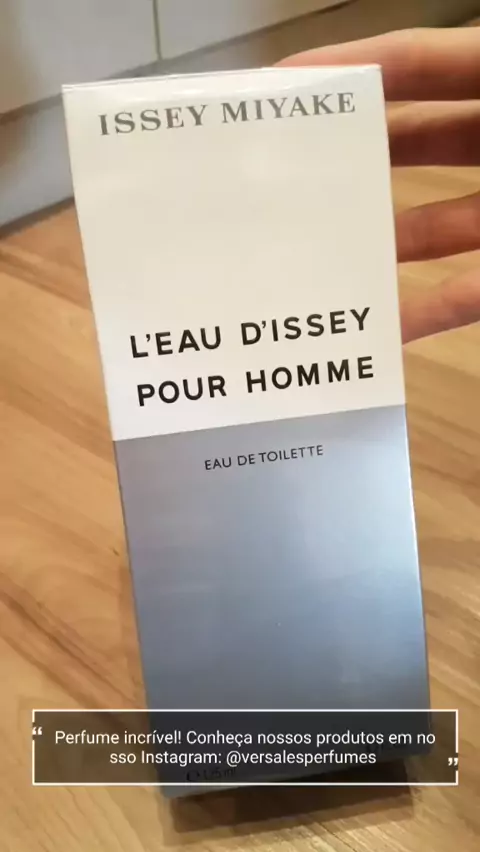 ISSEY MIYAKE
L'EAU D'ISSEY
POUR HOMME
EAU DE TOILETTE
“ Perfume incrível! Conheça nossos produtos em no
sso Instagram: @versalesperfumes ”